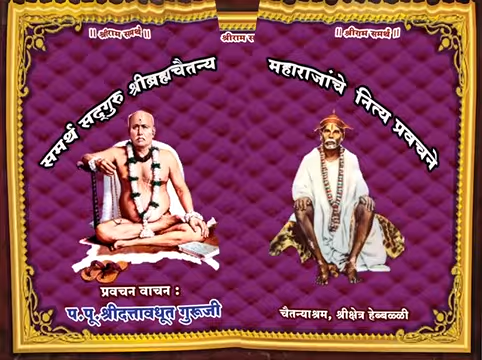 ॥ श्रीराम समर्थ ॥
श्रीराम स
॥ श्रीराम समर्थ ॥
समर्थ सद्‌गुरु श्रीब्रह्मचैतन्य
महाराजांचे नित्य प्रवचने
प्रवचन वाचन :
प.पू.श्रीदत्तावधूत गुरूजी
चैतन्याश्रम, श्रीक्षेत्र हेब्बळ्ळी